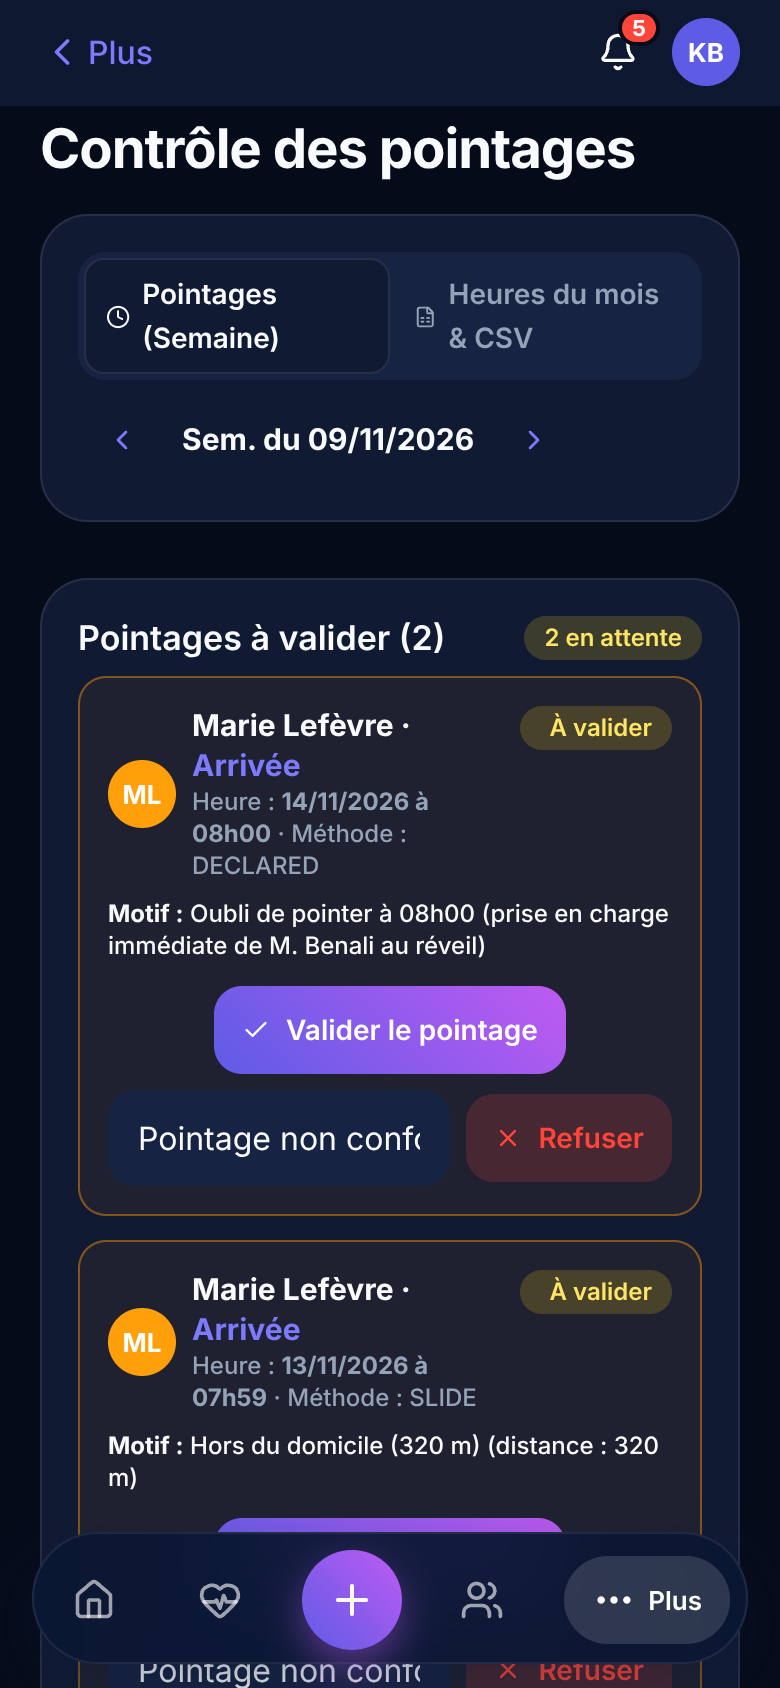 Plus
5
KB
Contrôle des pointages
Pointages
(Semaine)
Heures du mois
& CSV
Sem. du 09/11/2026
Pointages à valider (2)
2 en attente
Marie Lefèvre ·
À valider
Arrivée
ML
Heure : 14/11/2026 à
08h00 · Méthode :
DECLARED
Motif : Oubli de pointer à 08h00 (prise en charge
immédiate de M. Benali au réveil)
Valider le pointage
Pointage non conf
Refuser
Marie Lefèvre ·
À valider
Arrivée
ML
Heure : 13/11/2026 à
07h59 · Méthode : SLIDE
Motif : Hors du domicile (320 m) (distance : 320
m)
Plus
Pointage non conf
Refuser